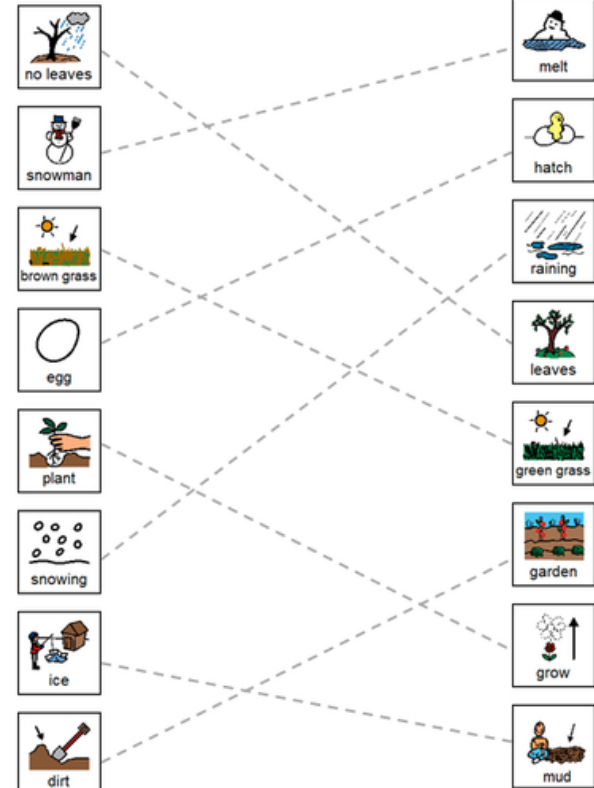 no leaves
melt
snowman
hatch
brown grass
raining
egg
leaves
plant
green grass
snowing
garden
ice
grow
dirt
mud